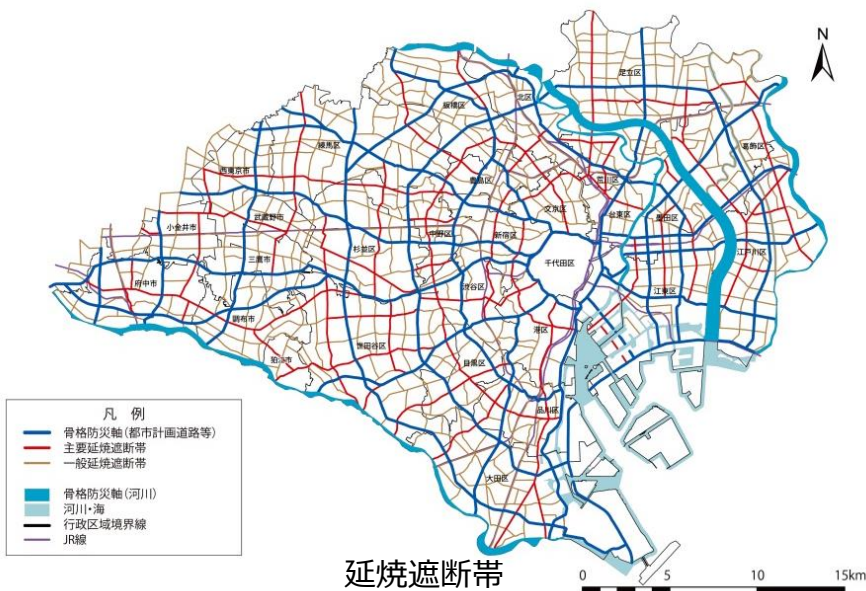 N
足立区
北区
板橋区
葛飾区
練馬区
西東京市
豊島区
荒川区
文京区
台東区
墨田区
武蔵野市
小金井市
中野区
新宿区
杉並区
千代田区
江戸川区
三鷹市
府中市
渋谷区
江東区
調布市
港区
世田谷区
狛江市
目黒区
品川区
大田区
凡 例
骨格防災軸(都市計画道路等)
主要延焼遮断帯
一般延焼遮断帯
骨格防災軸(河川)
河川・海
行政区域境界線
JR線
延焼遮断帯
0 5 10 15km